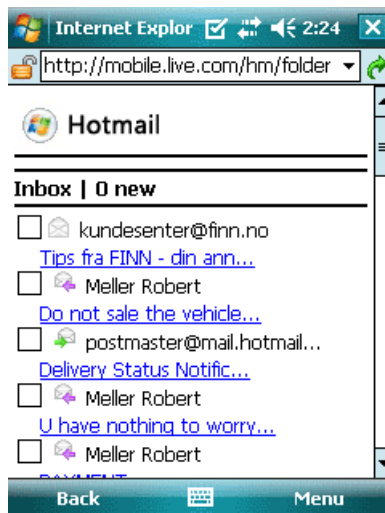 Internet Explor 2:24
http://mobile.live.com/hm/folder
Hotmail
Inbox | 0 new
kundesenter@finn.no
Tips fra FINN - din ann...
Meller Robert
Do not sale the vehicle...
postmaster@mail.hotmail...
Delivery Status Notific...
Meller Robert
U have nothing to worry...
Meller Robert
Back Menu